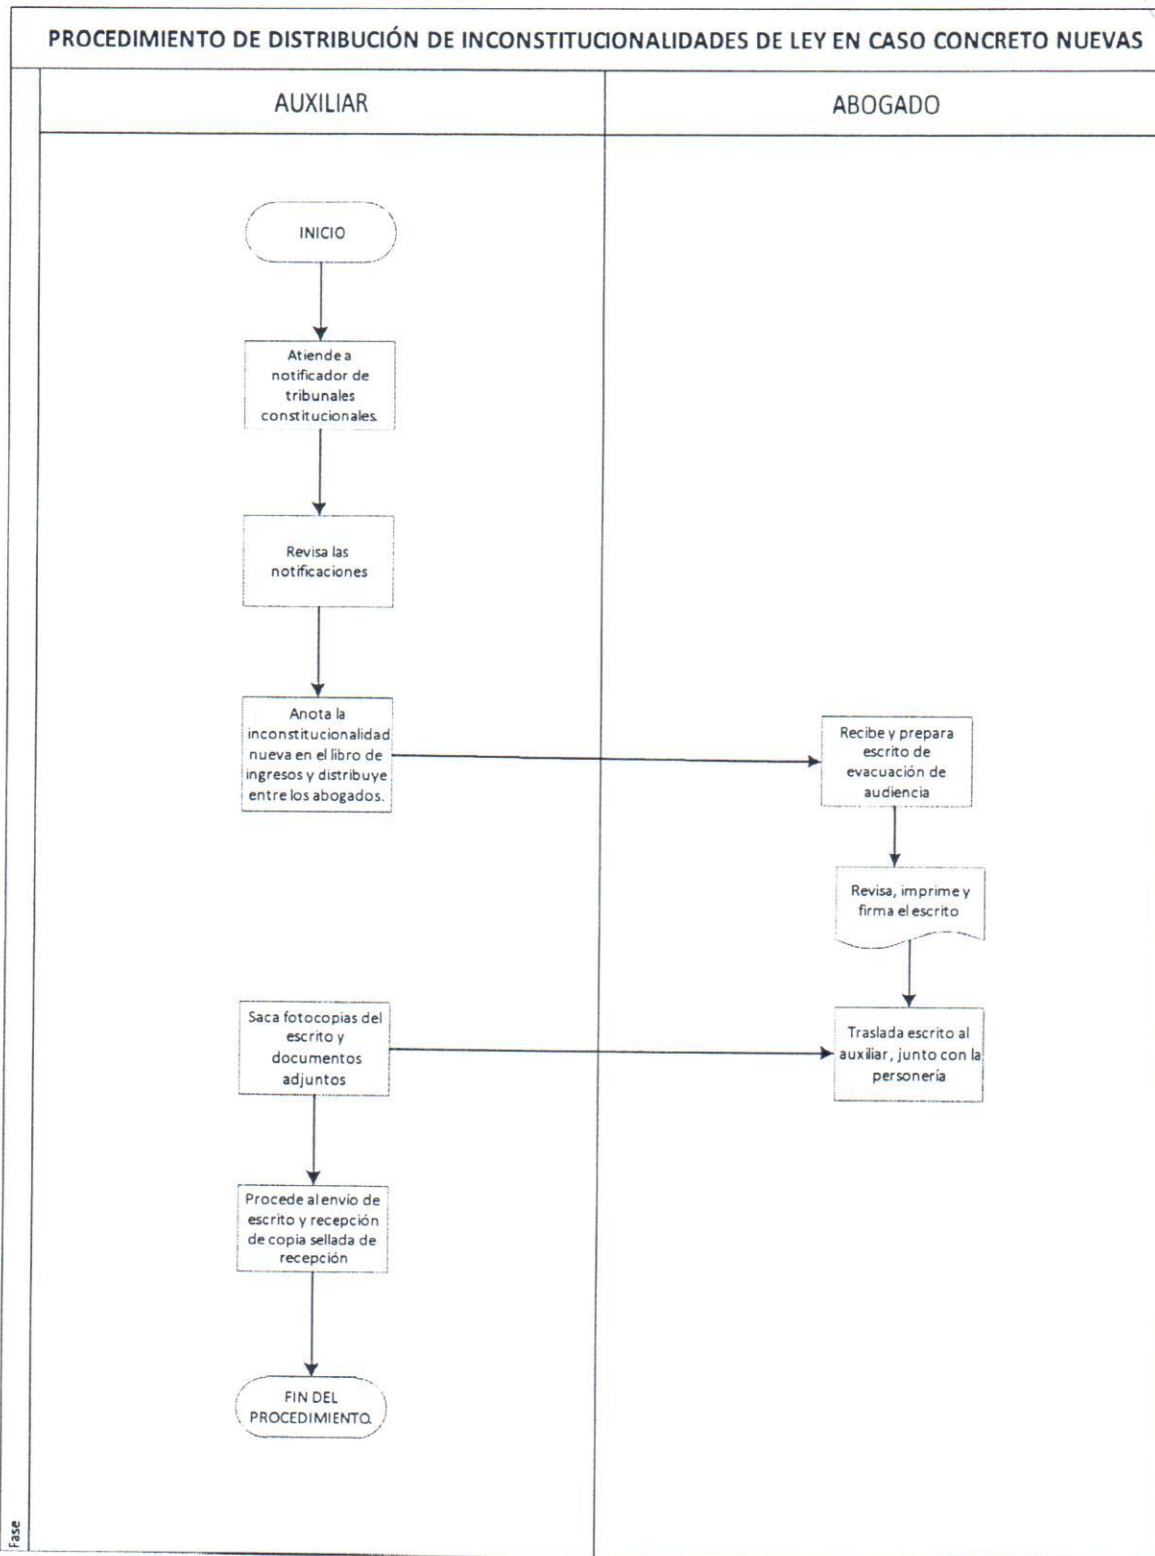 PROCEDIMIENTO DE DISTRIBUCIÓN DE INCONSTITUCIONALIDADES DE LEY EN CASO CONCRETO NUEVAS
AUXILIAR
ABOGADO
INICIO
Atiende a
notificador de
tribunales
constitucionales.
Revisa las
notificaciones
Anota la
inconstitucionalidad
nueva en el libro de
ingresos y distribuye
entre los abogados.
Recibe y prepara
escrito de
evacuación de
audiencia
Revisa, imprime y
firma el escrito
Traslada escrito al
auxiliar, junto con la
personería
Saca fotocopias del
escrito y
documentos
adjuntos
Procede al envío de
escrito y recepción
de copia sellada de
recepción
FIN DEL
PROCEDIMIENTO.
Fase